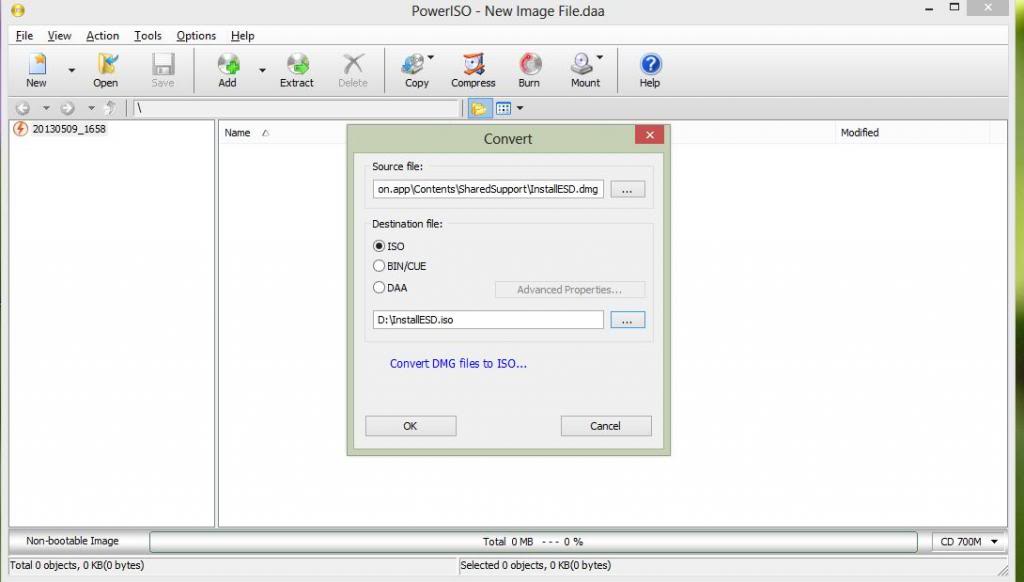 PowerISO - New Image File.daa
File View Action Tools Options Help
New Open Save Add Extract Delete Copy Compress Burn Mount Help
\
20130509_1658
Name Modified
Convert
Source file:
on.app\Contents\SharedSupport\InstallESD.dmg ...
Destination file:
ISO
BIN/CUE
DAA Advanced Properties...
D:\InstallESD.iso ...
Convert DMG files to ISO...
OK Cancel
Non-bootable Image Total 0 MB --- 0 % CD 700M
Total 0 objects, 0 KB(0 bytes) Selected 0 objects, 0 KB(0 bytes)